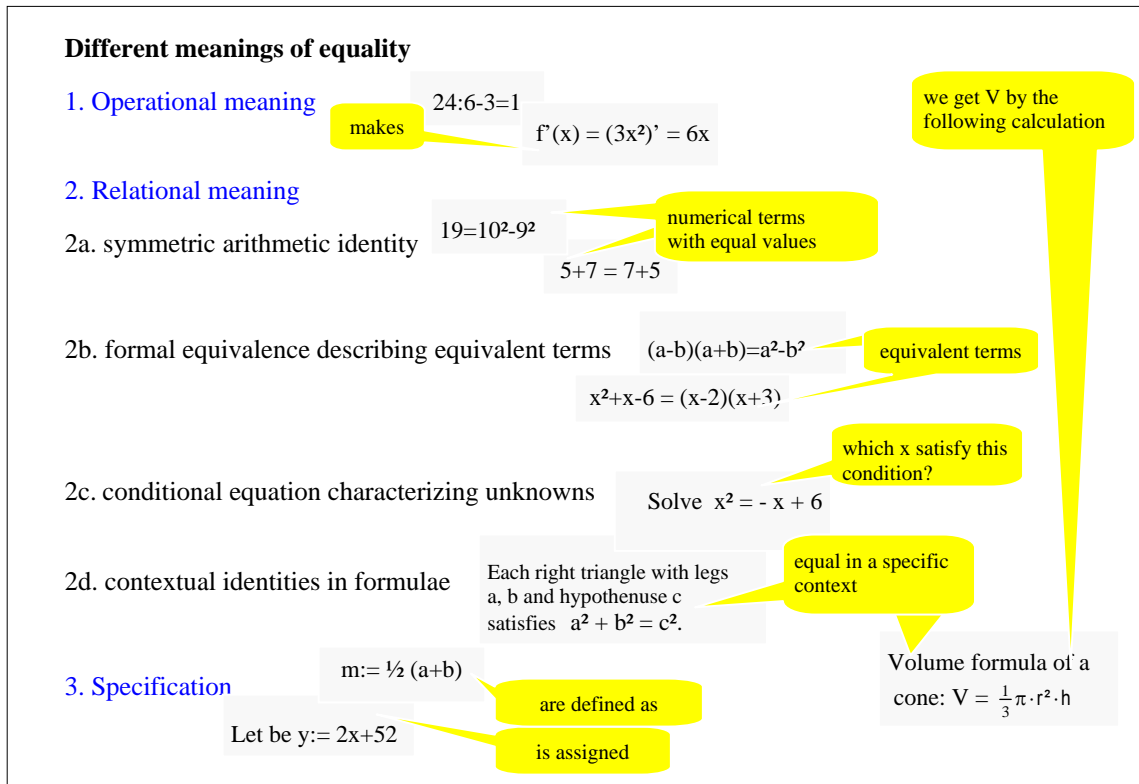 Different meanings of equality
1. Operational meaning
24:6-3=1
makes
f’(x) = (3x²)’ = 6x
we get V by the
following calculation
2. Relational meaning
2a. symmetric arithmetic identity
19=10²-9²
numerical terms
with equal values
5+7 = 7+5
2b. formal equivalence describing equivalent terms
(a-b)(a+b)=a²-b²
equivalent terms
x²+x-6 = (x-2)(x+3)
which x satisfy this
condition?
2c. conditional equation characterizing unknowns
Solve x² = - x + 6
2d. contextual identities in formulae
Each right triangle with legs
a, b and hypothenuse c
satisfies a² + b² = c².
equal in a specific
context
Volume formula of a
cone: V = 1/3 π·r²·h
3. Specification
m:= ½ (a+b)
are defined as
Let be y:= 2x+52
is assigned